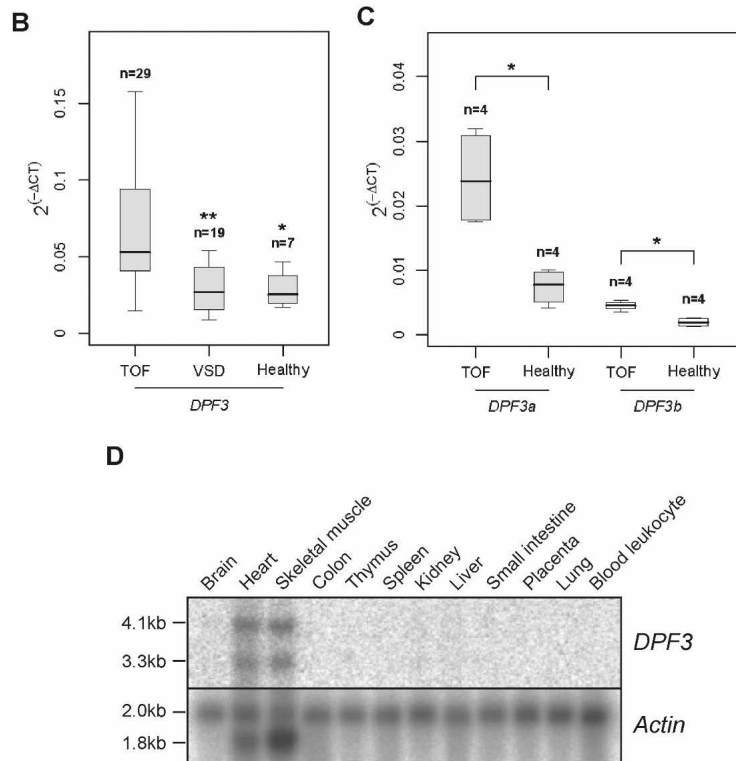 B
2^(-ΔCT)
0.15
0.1
0.05
0
n=29
**
n=19
*
n=7
TOF VSD Healthy
DPF3
C
2^(-ΔCT)
0.04
0.03
0.02
0.01
0
*
n=4
n=4
*
n=4
n=4
TOF Healthy TOF Healthy
DPF3a DPF3b
D
Brain
Heart
Skeletal muscle
Colon
Thymus
Spleen
Kidney
Liver
Small intestine
Placenta
Lung
Blood leukocyte
4.1kb
3.3kb
DPF3
2.0kb
1.8kb
Actin